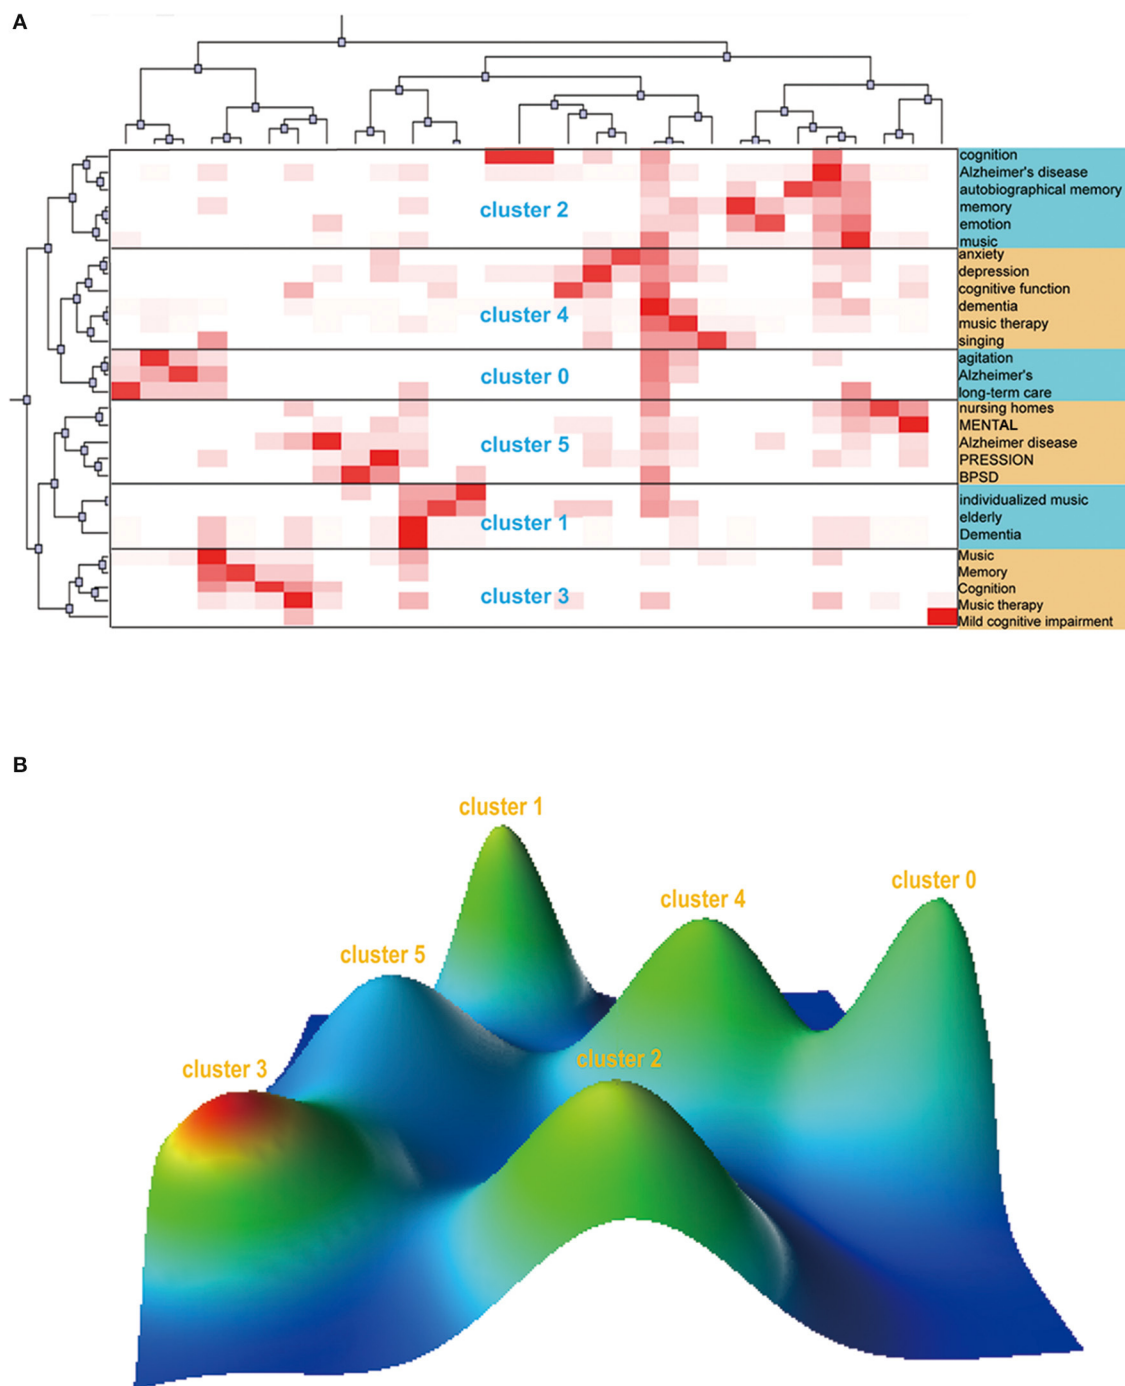 A
cognition
Alzheimer's disease
autobiographical memory
cluster 2
memory
emotion
music
anxiety
depression
cognitive function
dementia
cluster 4
music therapy
singing
agitation
cluster 0
Alzheimer's
long-term care
nursing homes
MENTAL
cluster 5
Alzheimer disease
PRESSION
BPSD
individualized music
elderly
cluster 1
Dementia
Music
Memory
Cognition
cluster 3
Music therapy
Mild cognitive impairment
B
cluster 1
cluster 0
cluster 4
cluster 5
cluster 2
cluster 3